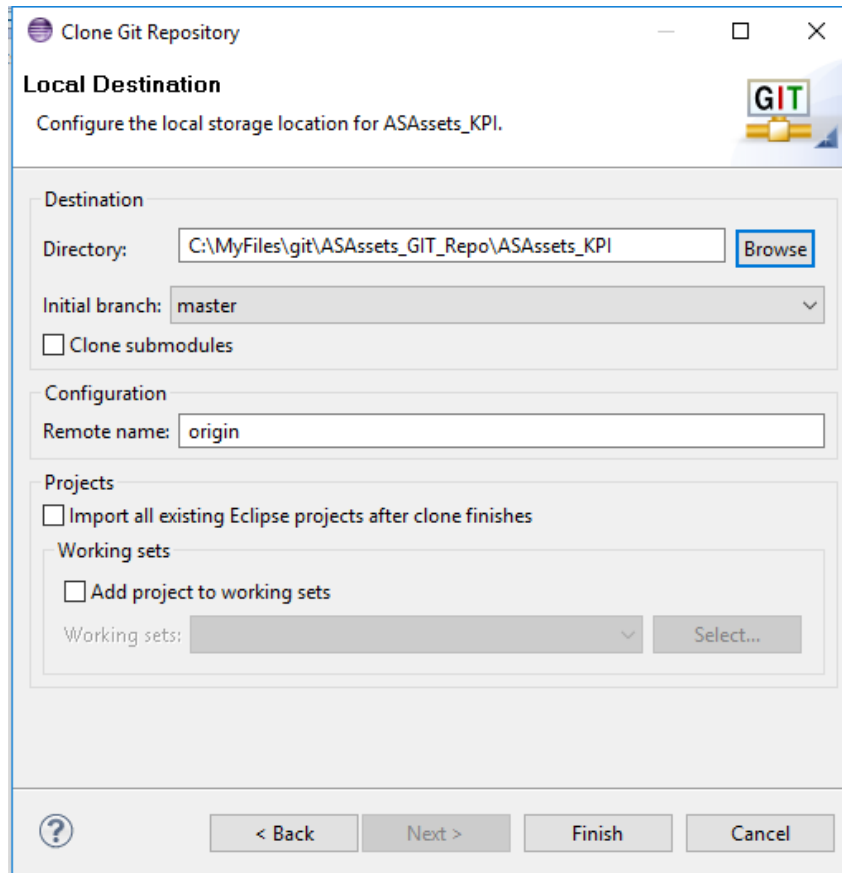 Clone Git Repository
Local Destination
GIT
Configure the local storage location for ASAssets_KPI.
Destination
Directory: C:\MyFiles\git\ASAssets_GIT_Repo\ASAssets_KPI Browse
Initial branch: master
Clone submodules
Configuration
Remote name: origin
Projects
Import all existing Eclipse projects after clone finishes
Working sets
Add project to working sets
Working sets: Select...
? < Back Next > Finish Cancel